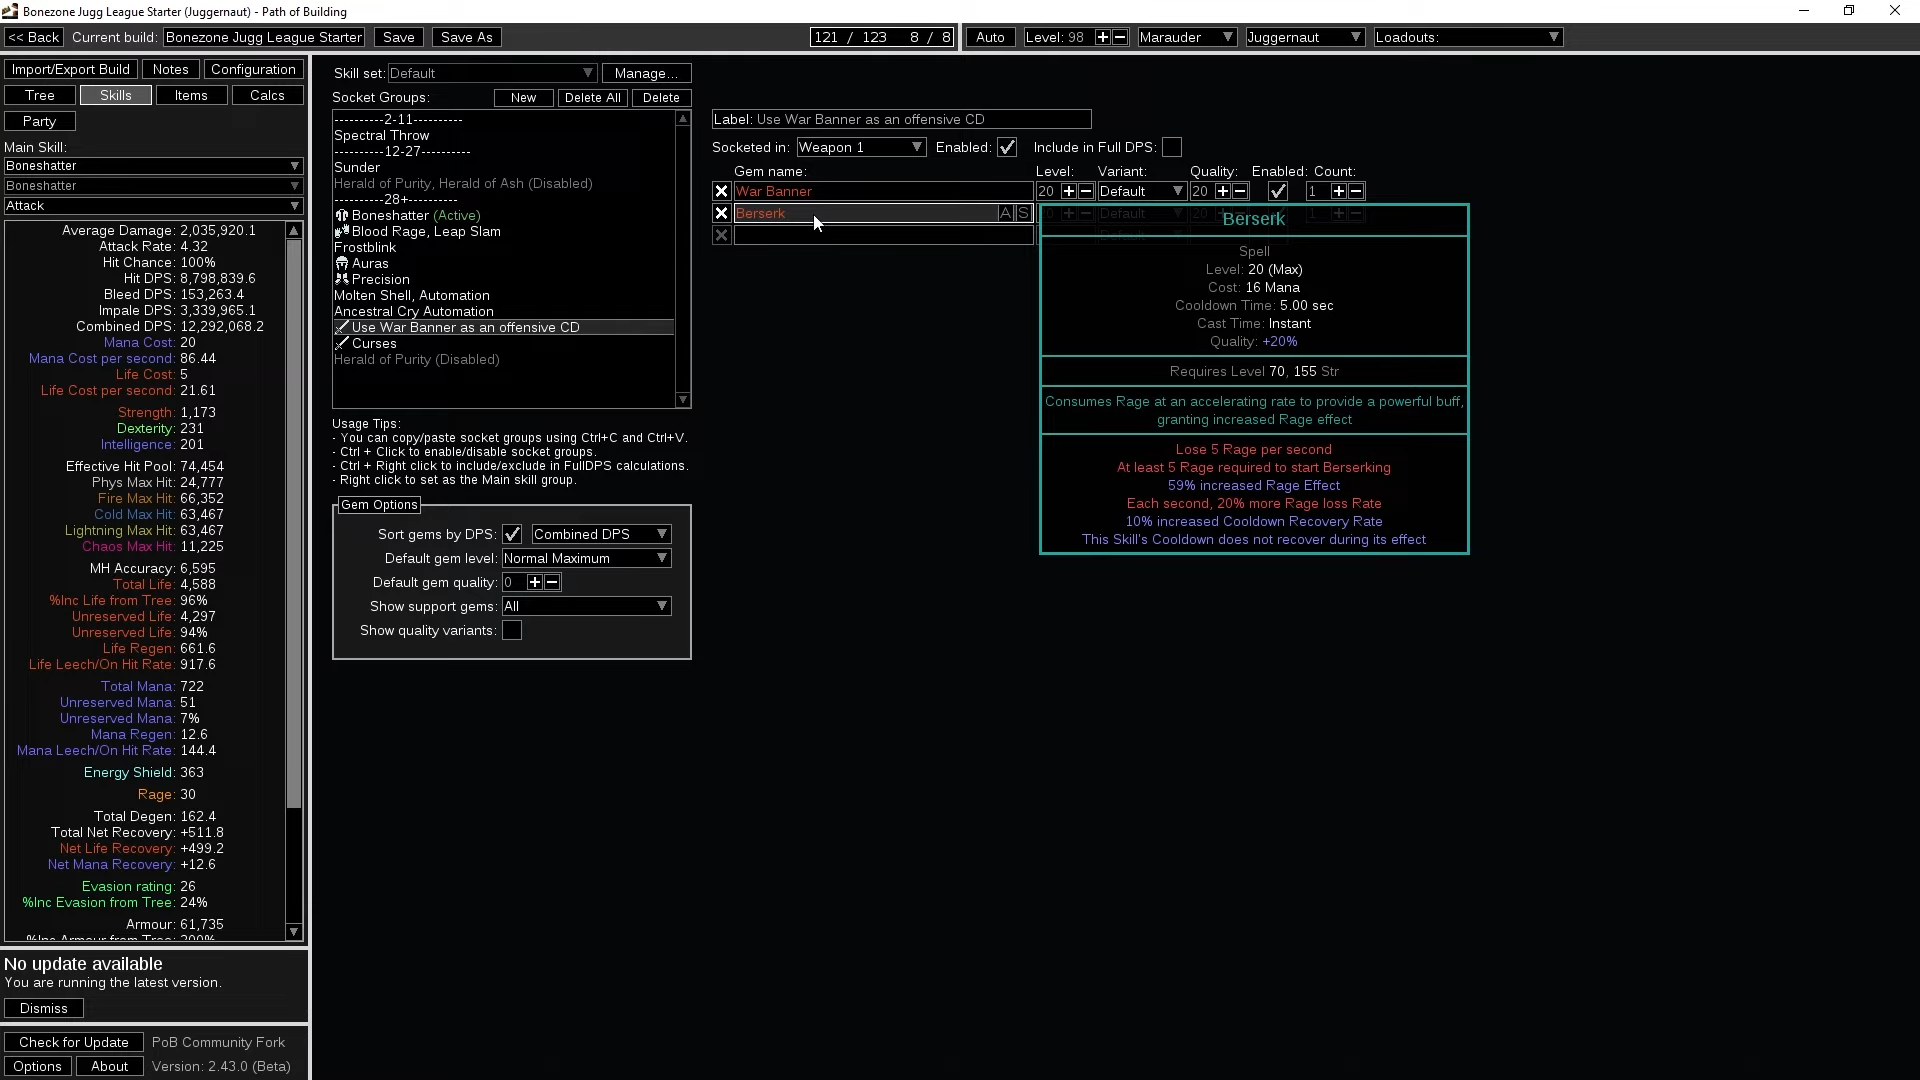 Bonezone Jugg League Starter (Juggernaut) - Path of Building
<< Back Current build: Bonezone Jugg League Starter Save Save As 121 / 123 8 / 8 Auto Level: 98 Marauder Juggernaut Loadouts:
Import/Export Build Notes Configuration
Tree Skills Items Calcs
Party
Main Skill:
Boneshatter
Boneshatter
Attack
Average Damage: 2,035,920.1
Attack Rate: 4.32
Hit Chance: 100%
Hit DPS: 8,798,839.6
Bleed DPS: 153,263.4
Impale DPS: 3,339,965.1
Combined DPS: 12,292,068.2
Mana Cost: 20
Mana Cost per second: 86.44
Life Cost: 5
Life Cost per second: 21.61
Strength: 1,173
Dexterity: 231
Intelligence: 201
Effective Hit Pool: 74,454
Phys Max Hit: 24,777
Fire Max Hit: 66,352
Cold Max Hit: 63,467
Lightning Max Hit: 63,467
Chaos Max Hit: 11,225
MH Accuracy: 6,595
Total Life: 4,588
%Inc Life from Tree: 96%
Unreserved Life: 4,297
Unreserved Life: 94%
Life Regen: 661.6
Life Leech/On Hit Rate: 917.6
Total Mana: 722
Unreserved Mana: 51
Unreserved Mana: 7%
Mana Regen: 12.6
Mana Leech/On Hit Rate: 144.4
Energy Shield: 363
Rage: 30
Total Degen: 162.4
Total Net Recovery: +511.8
Net Life Recovery: +499.2
Net Mana Recovery: +12.6
Evasion rating: 26
%Inc Evasion from Tree: 24%
Armour: 61,735
%Inc Armour from Tree: 200%
No update available
You are running the latest version.
Dismiss
Check for Update PoB Community Fork
Options About Version: 2.43.0 (Beta)
Skill set: Default Manage...
Socket Groups: New Delete All Delete
----------2-11----------
Spectral Throw
----------12-27----------
Sunder
Herald of Purity, Herald of Ash (Disabled)
----------28+----------
Boneshatter (Active)
Blood Rage, Leap Slam
Frostblink
Auras
Precision
Molten Shell, Automation
Ancestral Cry Automation
Use War Banner as an offensive CD
Curses
Herald of Purity (Disabled)
Usage Tips:
- You can copy/paste socket groups using Ctrl+C and Ctrl+V.
- Ctrl + Click to enable/disable socket groups.
- Ctrl + Right click to include/exclude in FullDPS calculations.
- Right click to set as the Main skill group.
Gem Options
Sort gems by DPS: Combined DPS
Default gem level: Normal Maximum
Default gem quality: 0
Show support gems: All
Show quality variants:
Label: Use War Banner as an offensive CD
Socketed in: Weapon 1 Enabled: Include in Full DPS:
Gem name: Level: Variant: Quality: Enabled: Count:
War Banner 20 Default 20 1
Berserk A S 20 Default 20 1
Berserk
Spell
Level: 20 (Max)
Cost: 16 Mana
Cooldown Time: 5.00 sec
Cast Time: Instant
Quality: +20%
Requires Level 70, 155 Str
Consumes Rage at an accelerating rate to provide a powerful buff,
granting increased Rage effect
Lose 5 Rage per second
At least 5 Rage required to start Berserking
59% increased Rage Effect
Each second, 20% more Rage loss Rate
10% increased Cooldown Recovery Rate
This Skill's Cooldown does not recover during its effect